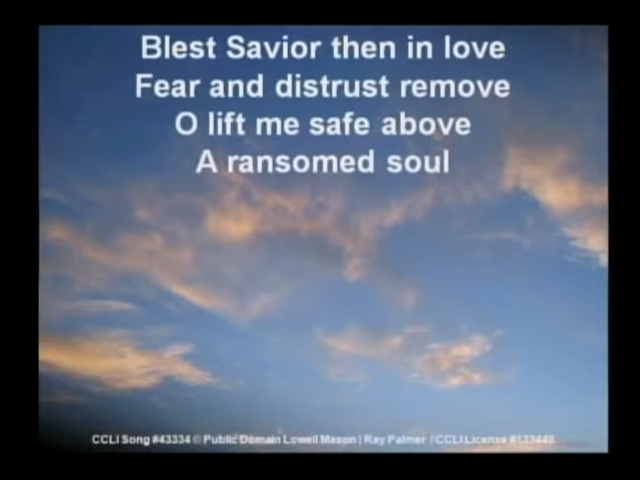 Blest Savior then in love
Fear and distrust remove
O lift me safe above
A ransomed soul
CCLI Song #43334 © Public Domain Lowell Mason | Ray Palmer / CCLI License